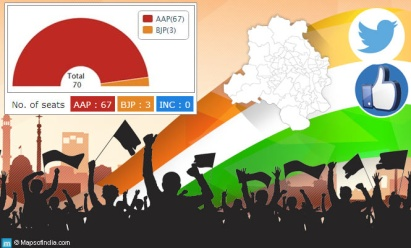 AAP(67)
BJP(3)
Total
70
No. of seats AAP : 67 BJP : 3 INC : 0
m © MapsofIndia.com